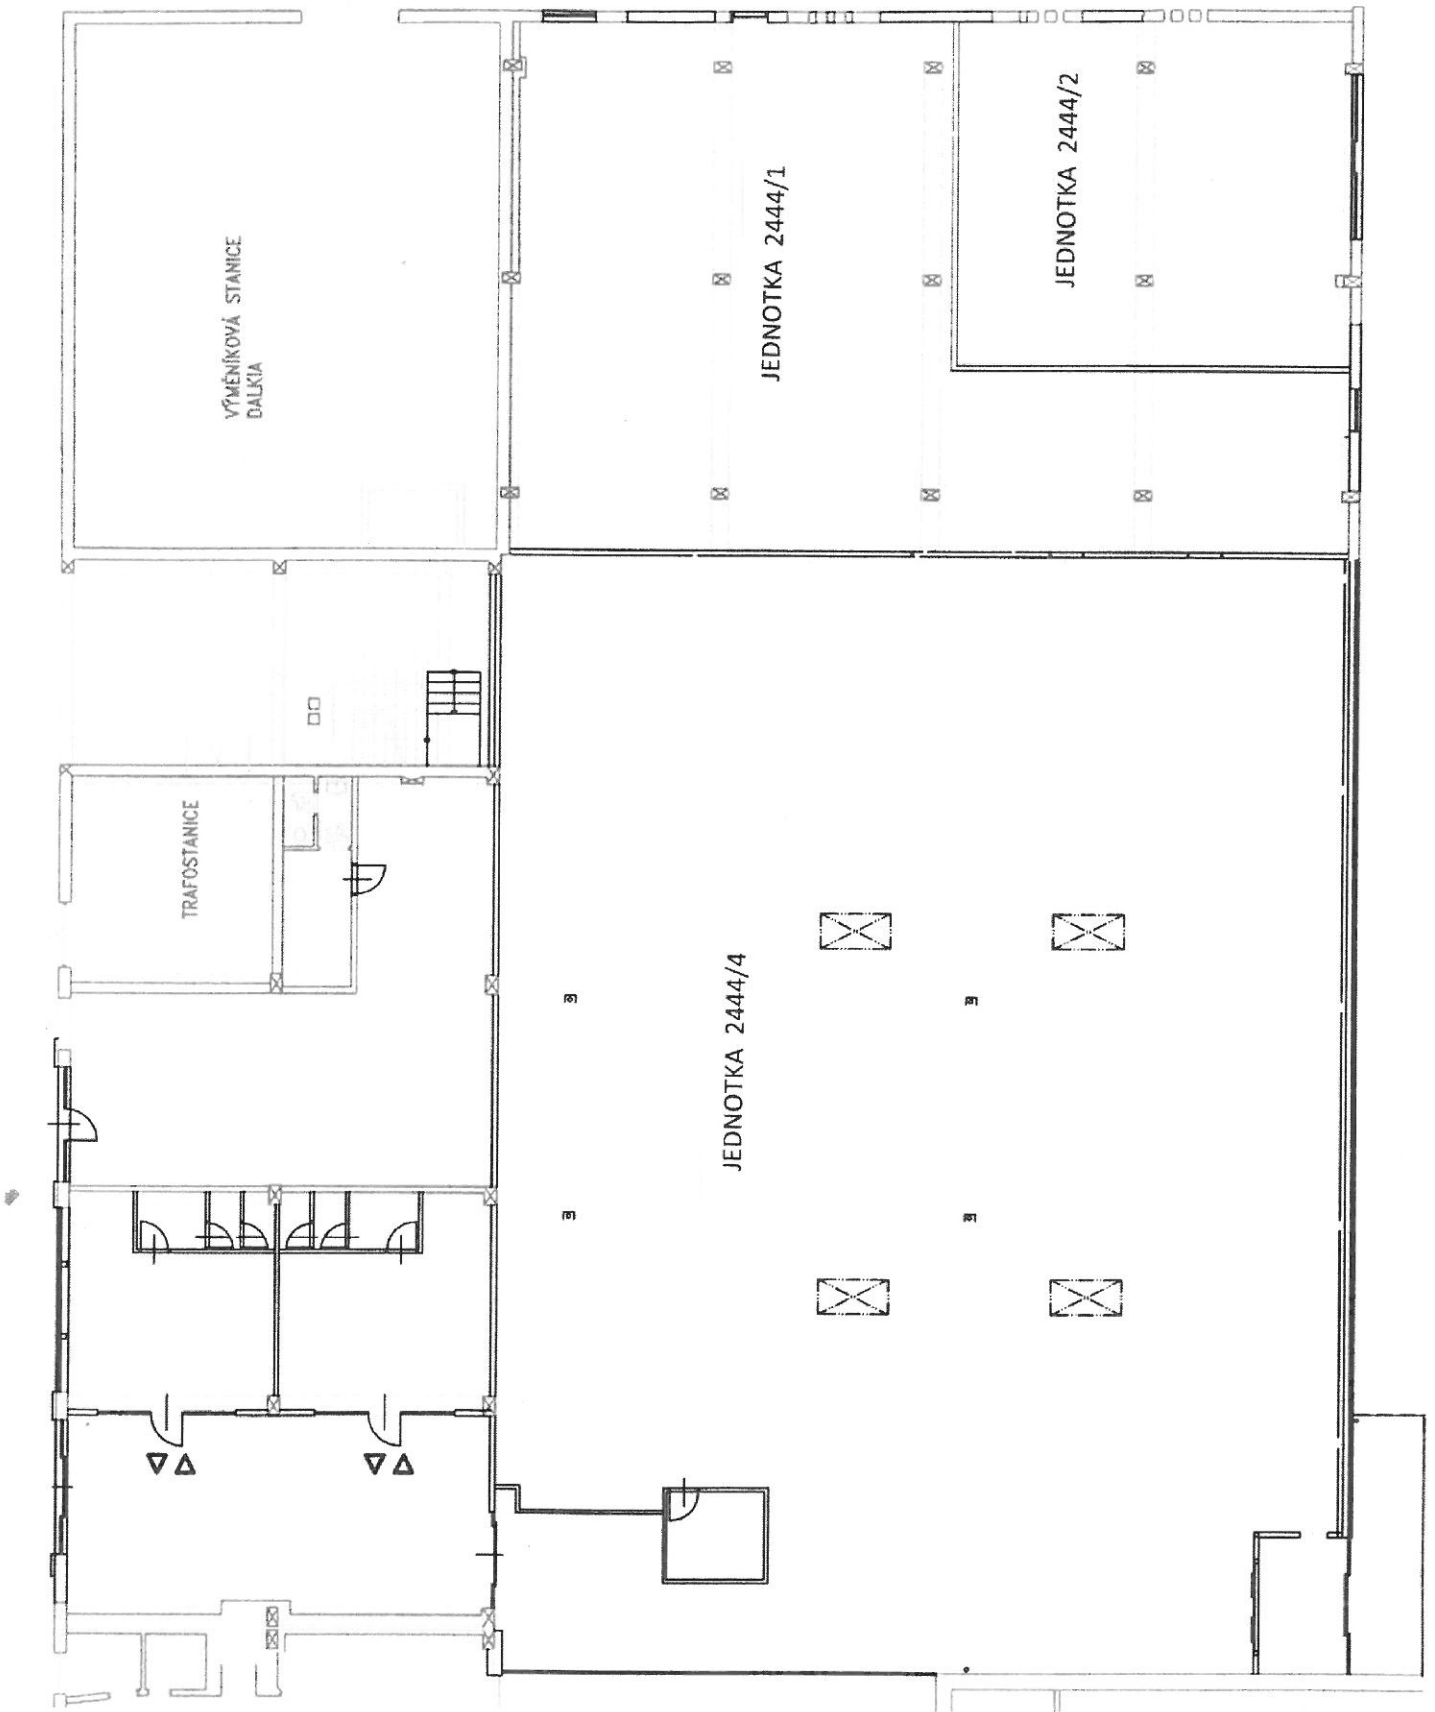 VÝMĚNÍKOVÁ STANICE
DALKIA
JEDNOTKA 2444/1
JEDNOTKA 2444/2
TRAFOSTANICE
JEDNOTKA 2444/4